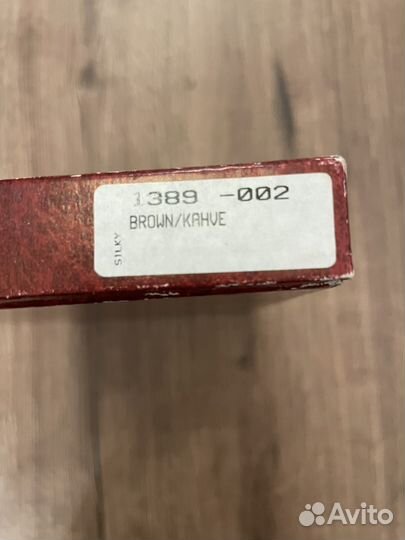 1389 -002
BROWN/KAHVE
SILKY
Avito